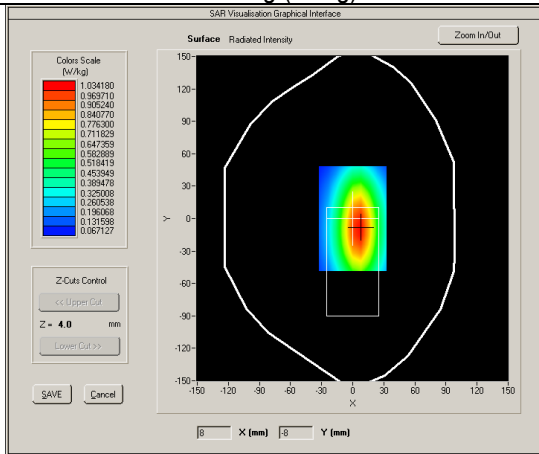 SAR Visualisation Graphical Interface
Surface Radiated Intensity
Zoom In/Out
Colors Scale
(W/kg)
1.034180
0.969710
0.905240
0.840770
0.776300
0.711829
0.647359
0.582889
0.518419
0.453949
0.389478
0.325008
0.260538
0.196068
0.131598
0.067127
150-
120-
90-
60-
30-
0-
-30-
-60-
-90-
-120-
-150-
Y
-150 -120 -90 -60 -30 0 30 60 90 120 150
X
Z-Cuts Control
<< Upper Cut
Z = 4.0 mm
Lower Cut >>
SAVE Cancel
8 X (mm) -8 Y (mm)